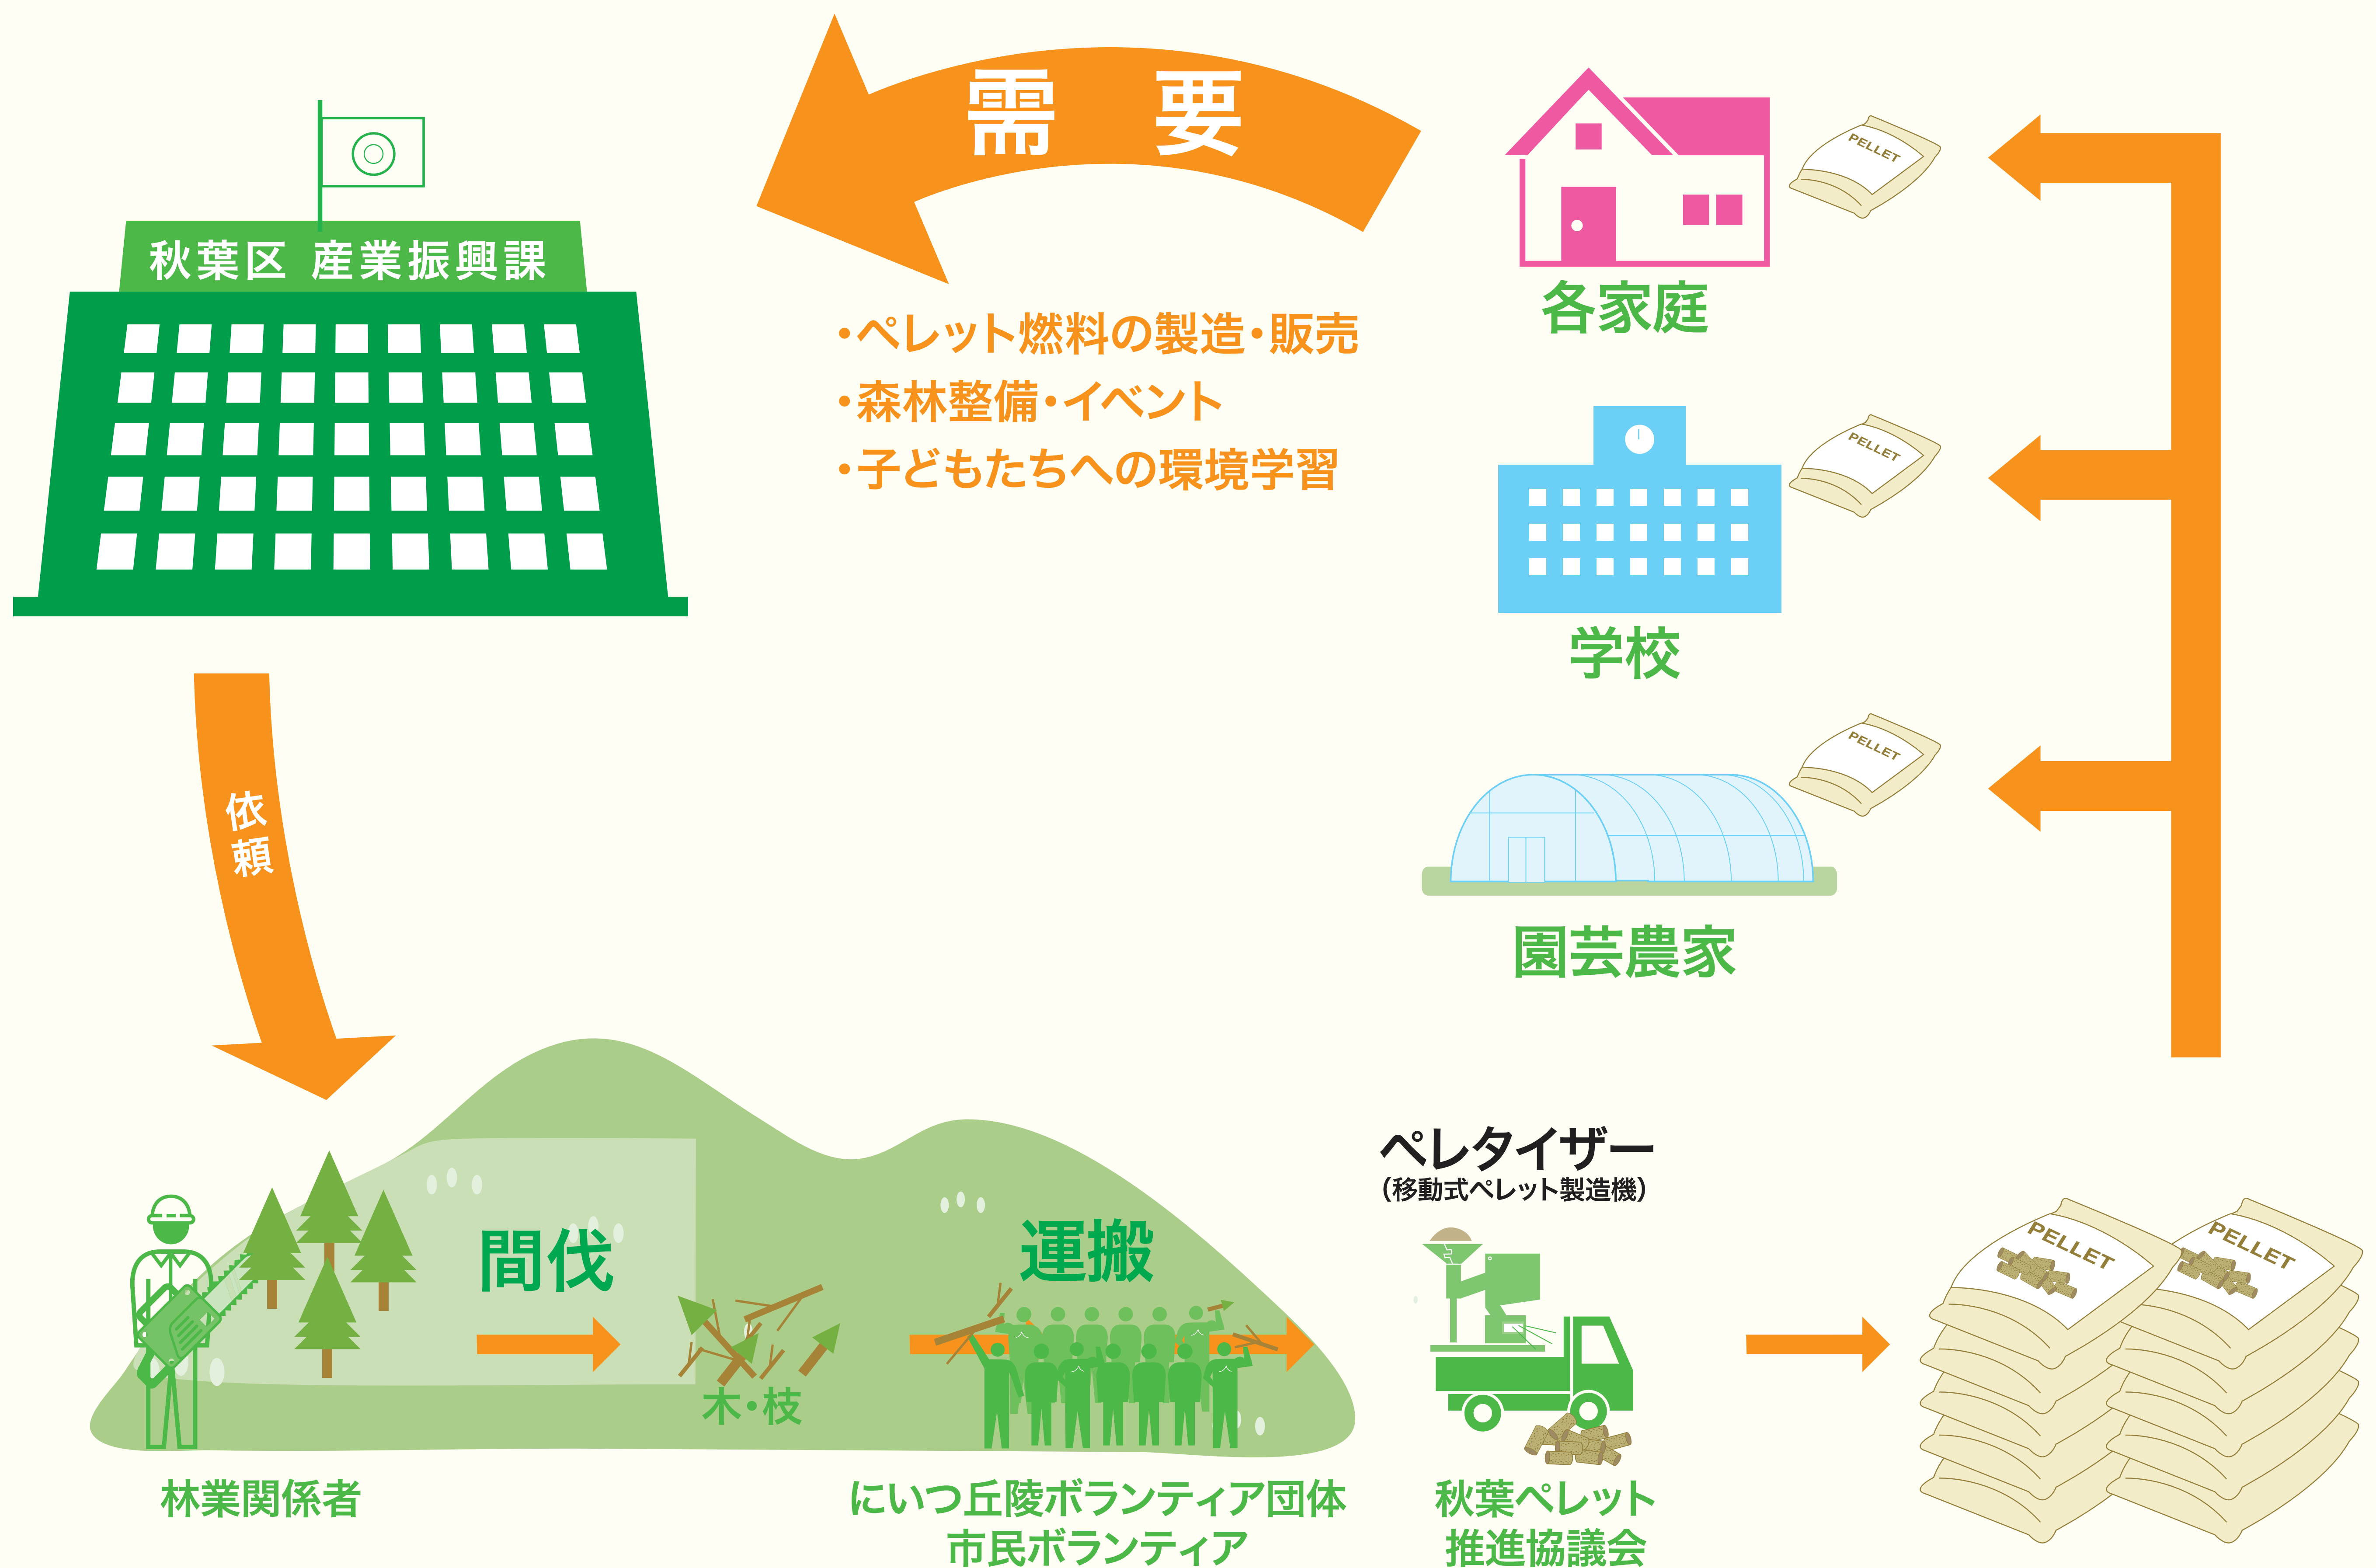 需 要
秋葉区 産業振興課
・ペレット燃料の製造・販売
・森林整備・イベント
・子どもたちへの環境学習
PELLET
各家庭
PELLET
学校
PELLET
園芸農家
依頼
ペレタイザー
（移動式ペレット製造機）
間伐
運搬
木・枝
PELLET
PELLET
林業関係者
にいつ丘陵ボランティア団体
市民ボランティア
秋葉ペレット
推進協議会